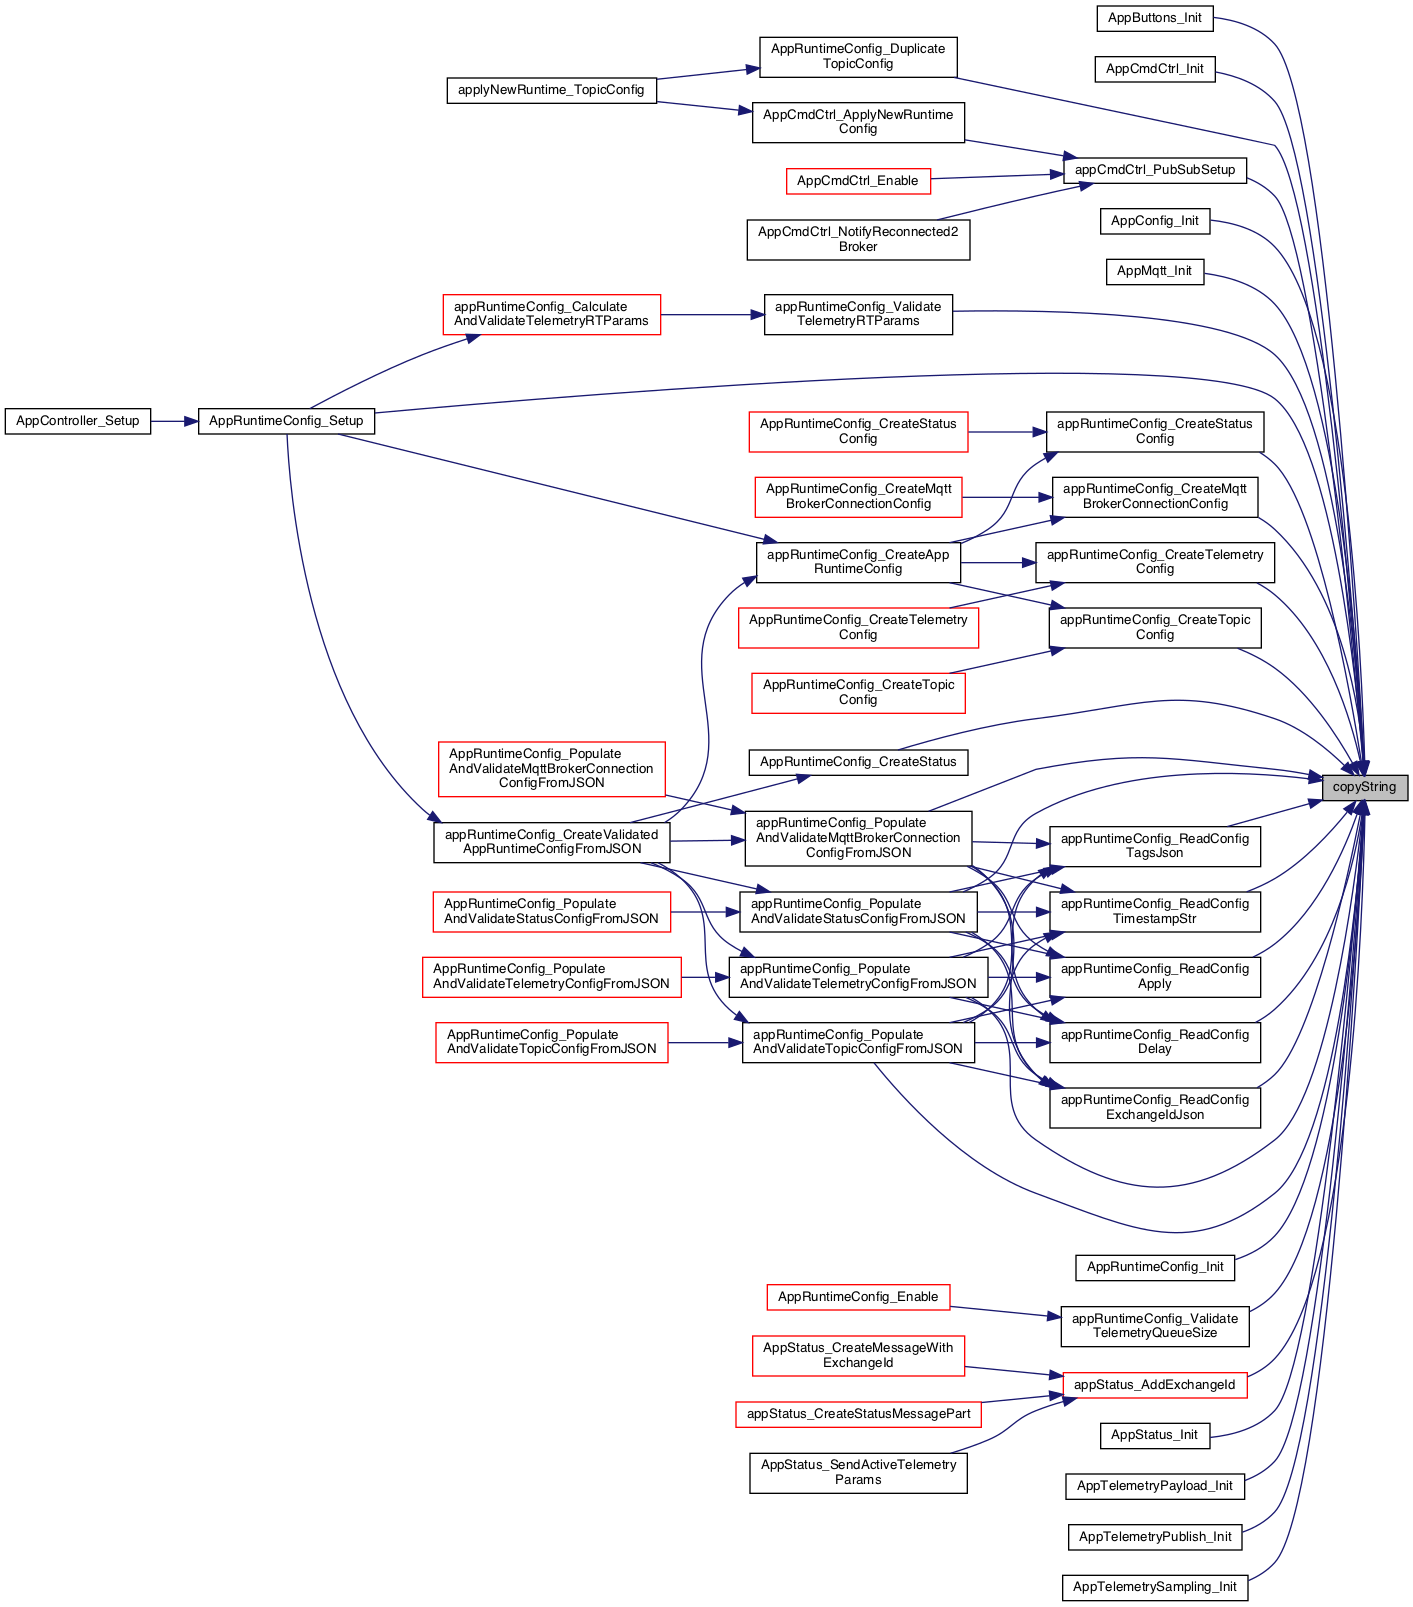 AppButtons_Init
AppRuntimeConfig_Duplicate
TopicConfig
AppCmdCtrl_Init
applyNewRuntime_TopicConfig
AppCmdCtrl_ApplyNewRuntime
Config
appCmdCtrl_PubSubSetup
AppCmdCtrl_Enable
AppConfig_Init
AppCmdCtrl_NotifyReconnected2
Broker
AppMqtt_Init
appRuntimeConfig_Calculate
AndValidateTelemetryRTParams
appRuntimeConfig_Validate
TelemetryRTParams
AppController_Setup
AppRuntimeConfig_Setup
AppRuntimeConfig_CreateStatus
Config
appRuntimeConfig_CreateStatus
Config
AppRuntimeConfig_CreateMqtt
BrokerConnectionConfig
appRuntimeConfig_CreateMqtt
BrokerConnectionConfig
appRuntimeConfig_CreateApp
RuntimeConfig
appRuntimeConfig_CreateTelemetry
Config
AppRuntimeConfig_CreateTelemetry
Config
appRuntimeConfig_CreateTopic
Config
AppRuntimeConfig_CreateTopic
Config
AppRuntimeConfig_Populate
AndValidateMqttBrokerConnection
ConfigFromJSON
AppRuntimeConfig_CreateStatus
copyString
appRuntimeConfig_CreateValidated
AppRuntimeConfigFromJSON
appRuntimeConfig_Populate
AndValidateMqttBrokerConnection
ConfigFromJSON
appRuntimeConfig_ReadConfig
TagsJson
AppRuntimeConfig_Populate
AndValidateStatusConfigFromJSON
appRuntimeConfig_Populate
AndValidateStatusConfigFromJSON
appRuntimeConfig_ReadConfig
TimestampStr
AppRuntimeConfig_Populate
AndValidateTelemetryConfigFromJSON
appRuntimeConfig_Populate
AndValidateTelemetryConfigFromJSON
appRuntimeConfig_ReadConfig
Apply
AppRuntimeConfig_Populate
AndValidateTopicConfigFromJSON
appRuntimeConfig_Populate
AndValidateTopicConfigFromJSON
appRuntimeConfig_ReadConfig
Delay
appRuntimeConfig_ReadConfig
ExchangeIdJson
AppRuntimeConfig_Init
AppRuntimeConfig_Enable
appRuntimeConfig_Validate
TelemetryQueueSize
AppStatus_CreateMessageWith
ExchangeId
appStatus_AddExchangeId
appStatus_CreateStatusMessagePart
AppStatus_Init
AppStatus_SendActiveTelemetry
Params
AppTelemetryPayload_Init
AppTelemetryPublish_Init
AppTelemetrySampling_Init